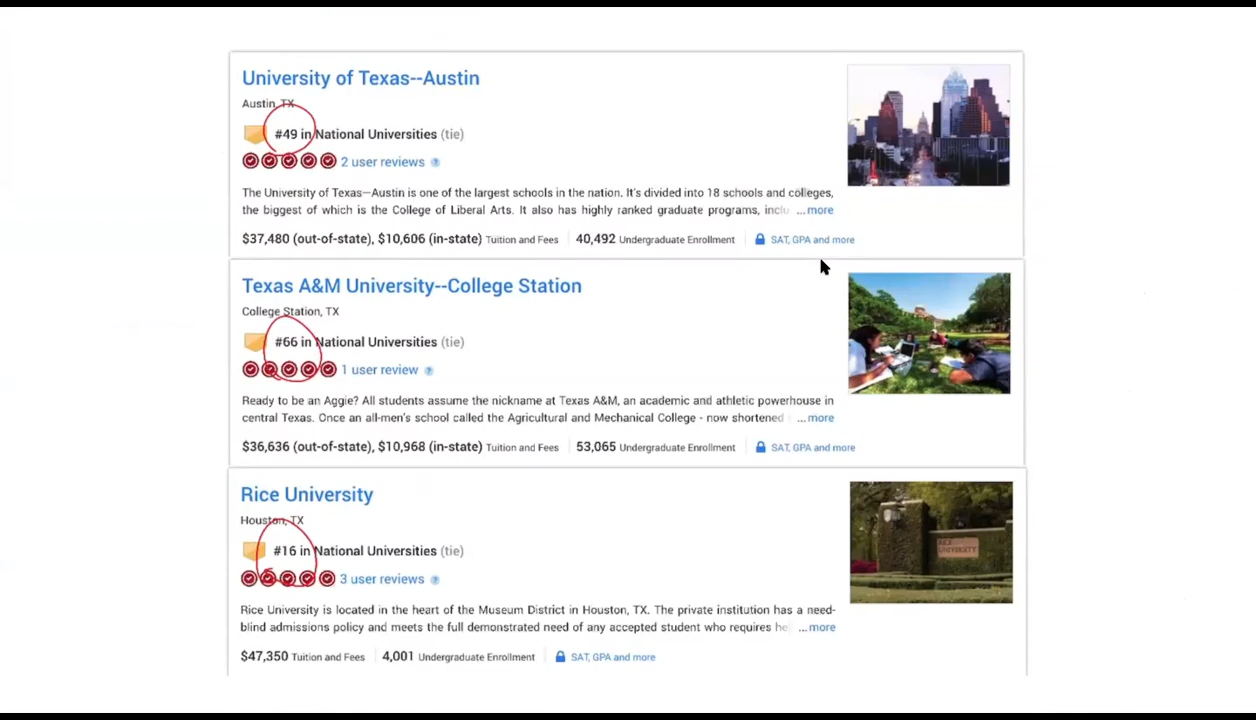 University of Texas--Austin
Austin, TX
#49 in National Universities (tie)
2 user reviews ?
The University of Texas—Austin is one of the largest schools in the nation. It's divided into 18 schools and colleges,
the biggest of which is the College of Liberal Arts. It also has highly ranked graduate programs, inclu ...more
$37,480 (out-of-state), $10,606 (in-state) Tuition and Fees 40,492 Undergraduate Enrollment SAT, GPA and more
Texas A&M University--College Station
College Station, TX
#66 in National Universities (tie)
1 user review ?
Ready to be an Aggie? All students assume the nickname at Texas A&M, an academic and athletic powerhouse in
central Texas. Once an all-men's school called the Agricultural and Mechanical College - now shortened ...more
$36,636 (out-of-state), $10,968 (in-state) Tuition and Fees 53,065 Undergraduate Enrollment SAT, GPA and more
Rice University
Houston, TX
#16 in National Universities (tie)
3 user reviews ?
RICE
UNIVERSITY
Rice University is located in the heart of the Museum District in Houston, TX. The private institution has a need-
blind admissions policy and meets the full demonstrated need of any accepted student who requires he ...more
$47,350 Tuition and Fees 4,001 Undergraduate Enrollment SAT, GPA and more